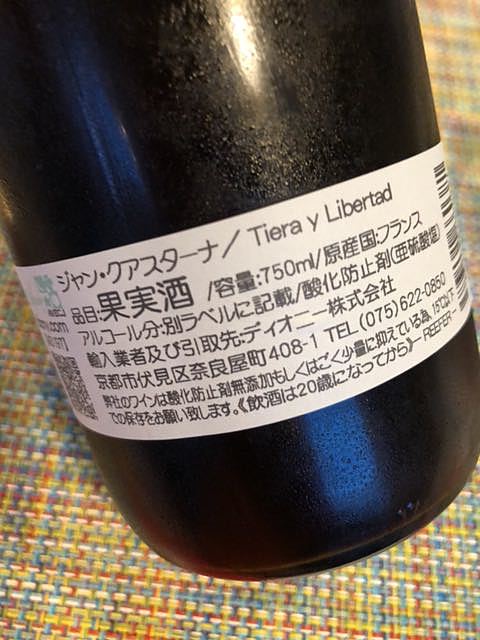 ジャン・クアスターナ/ Tiera y Libertad
品目:果実酒 /容量:750ml/原産国:フランス
アルコール分:別ラベルに記載/酸化防止剤(亜硫酸塩)
輸入業者及び引取先:ディオニー株式会社
京都市伏見区奈良屋町408-1 TEL (075) 622-0850
弊社のワインは酸化防止剤無添加もしくはごく少量に抑えている為、15℃以下
での保存をお願い致します。《飲酒は20歳になってから》―REEFER―